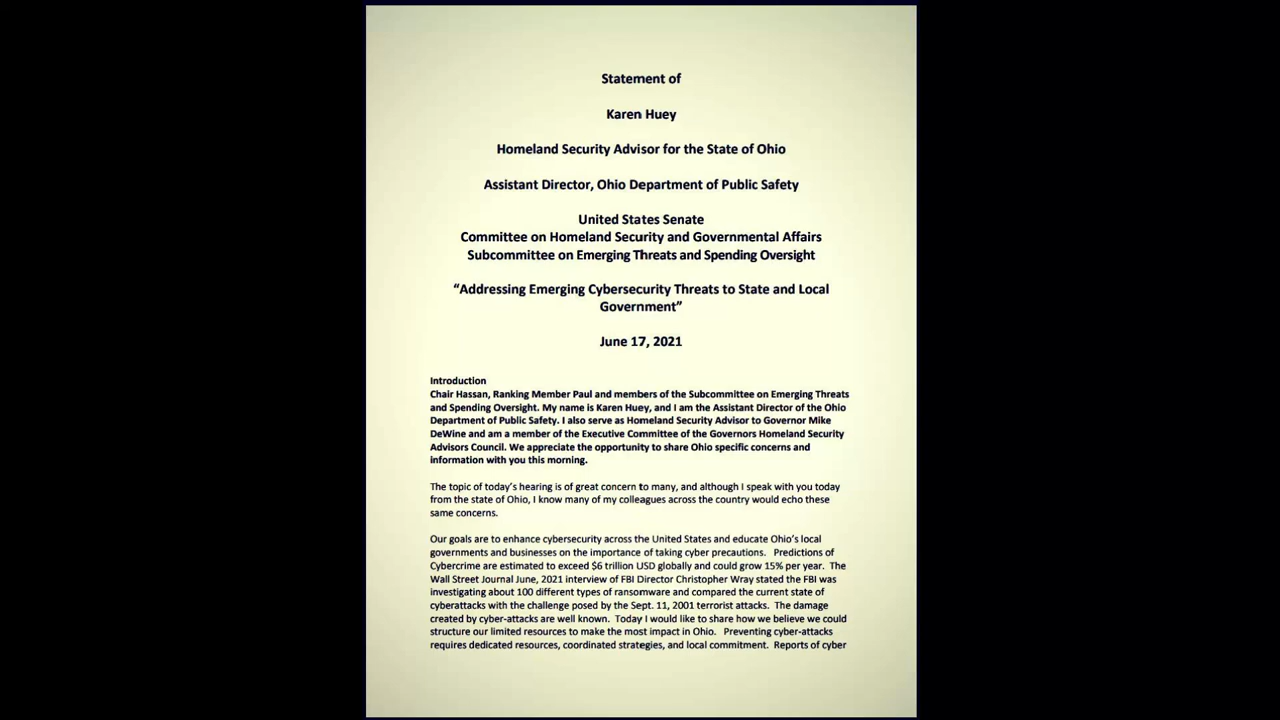 Statement of
Karen Huey
Homeland Security Advisor for the State of Ohio
Assistant Director, Ohio Department of Public Safety
United States Senate
Committee on Homeland Security and Governmental Affairs
Subcommittee on Emerging Threats and Spending Oversight
“Addressing Emerging Cybersecurity Threats to State and Local
Government”
June 17, 2021
Introduction
Chair Hassan, Ranking Member Paul and members of the Subcommittee on Emerging Threats
and Spending Oversight. My name is Karen Huey, and I am the Assistant Director of the Ohio
Department of Public Safety. I also serve as Homeland Security Advisor to Governor Mike
DeWine and am a member of the Executive Committee of the Governors Homeland Security
Advisors Council. We appreciate the opportunity to share Ohio specific concerns and
information with you this morning.
The topic of today’s hearing is of great concern to many, and although I speak with you today
from the state of Ohio, I know many of my colleagues across the country would echo these
same concerns.
Our goals are to enhance cybersecurity across the United States and educate Ohio’s local
governments and businesses on the importance of taking cyber precautions. Predictions of
Cybercrime are estimated to exceed $6 trillion USD globally and could grow 15% per year. The
Wall Street Journal June, 2021 interview of FBI Director Christopher Wray stated the FBI was
investigating about 100 different types of ransomware and compared the current state of
cyberattacks with the challenge posed by the Sept. 11, 2001 terrorist attacks. The damage
created by cyber-attacks are well known. Today I would like to share how we believe we could
structure our limited resources to make the most impact in Ohio. Preventing cyber-attacks
requires dedicated resources, coordinated strategies, and local commitment. Reports of cyber